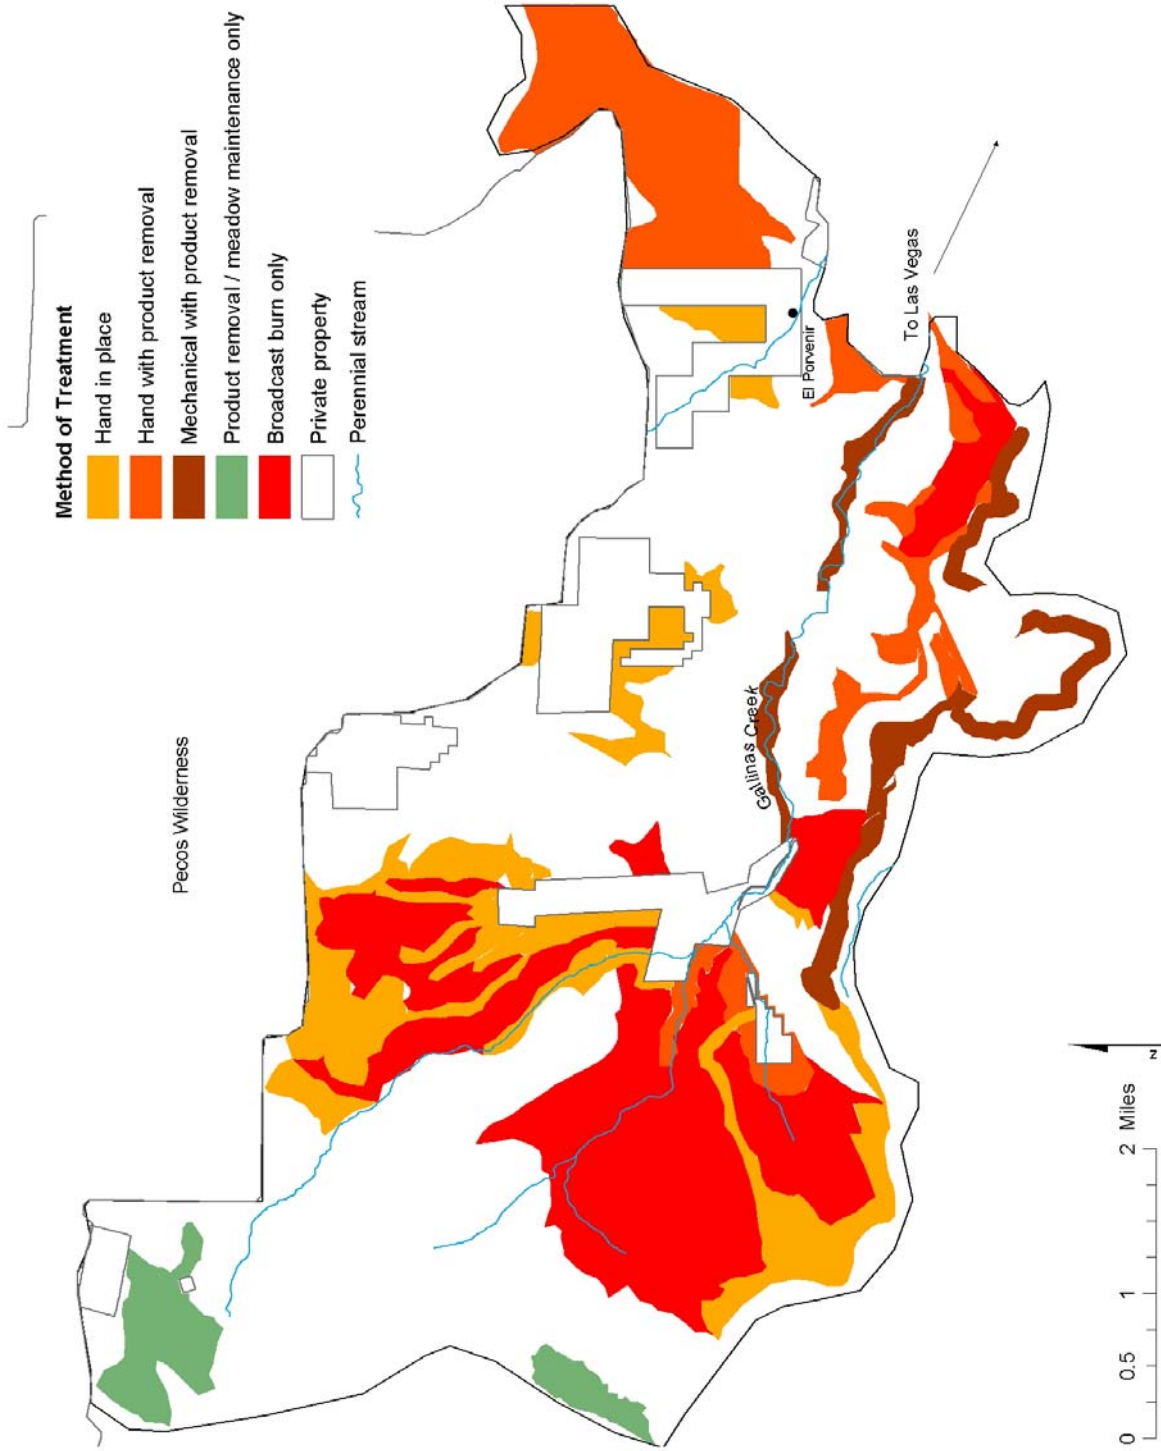 Method of Treatment
Hand in place
Hand with product removal
Mechanical with product removal
Product removal / meadow maintenance only
Broadcast burn only
Private property
Perennial stream
Pecos Wilderness
Gallinas Creek
El Porvenir
To Las Vegas
N
0 0.5 1 2 Miles